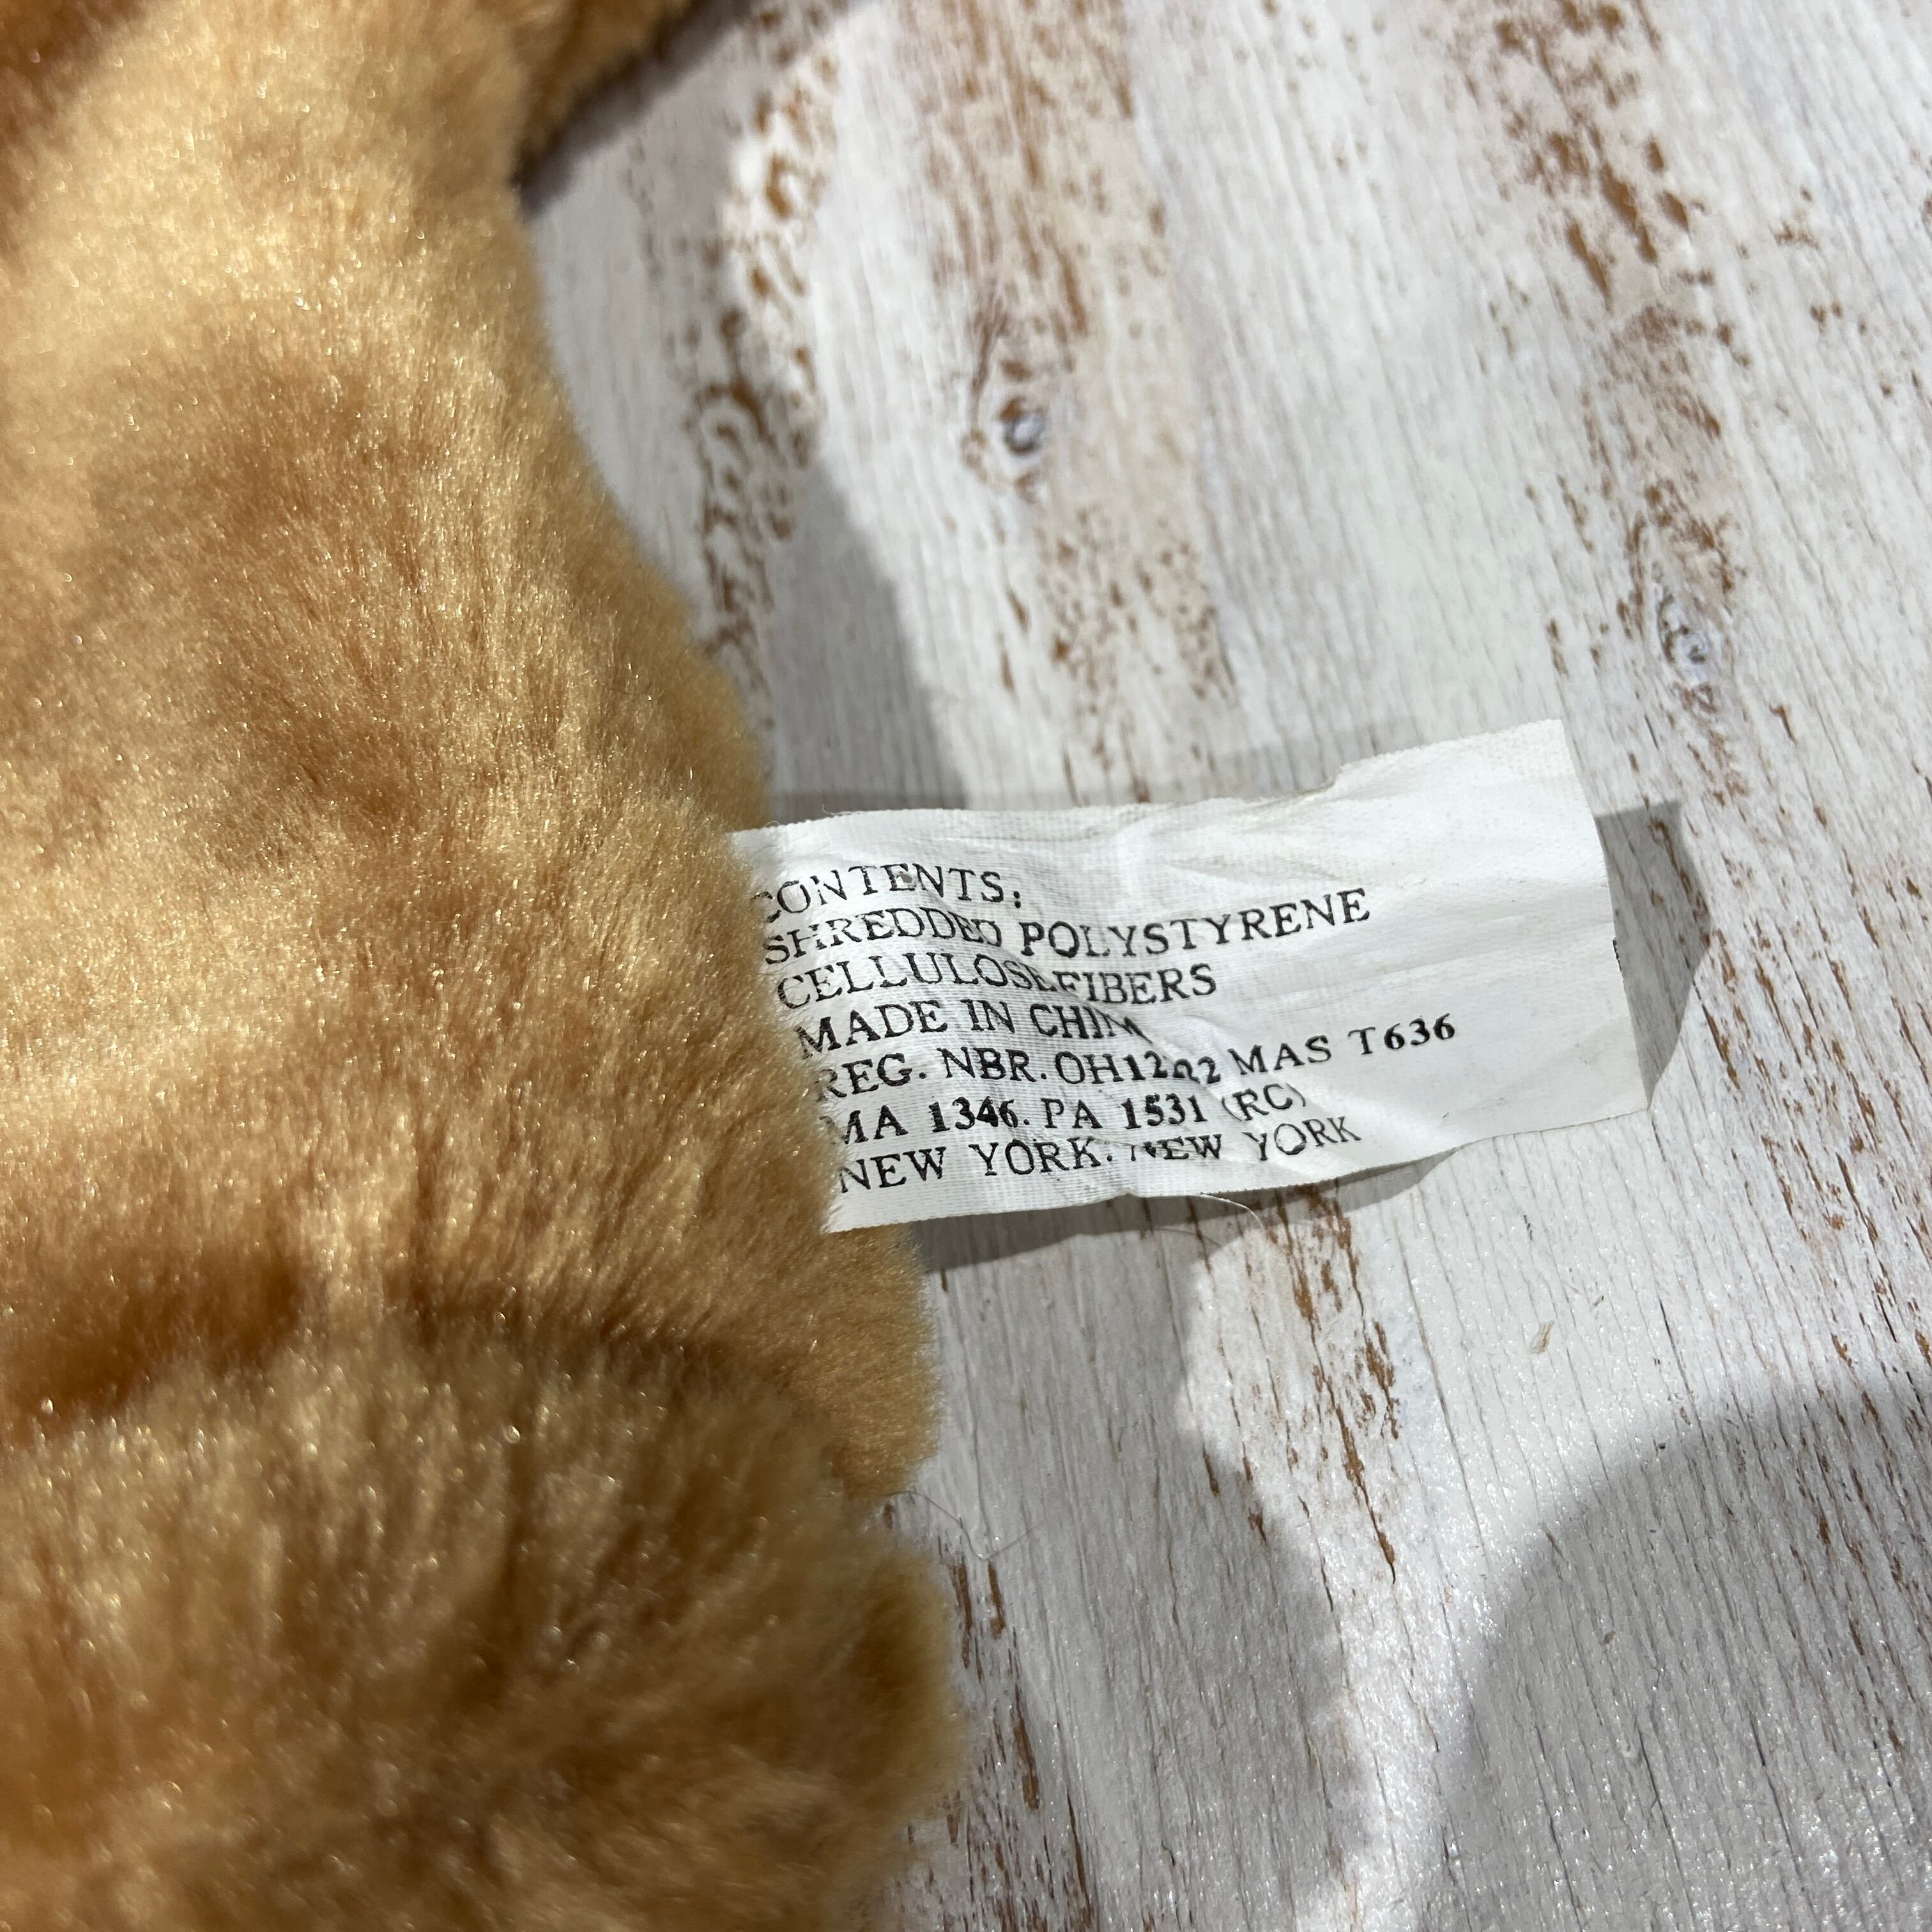 CONTENTS:
SHREDDED POLYSTYRENE
CELLULOSE FIBERS
MADE IN CHIN
REG. NBR. OH MAS T636
MA 1346. PA 1531 (RC)
NEW YORK. NEW YORK